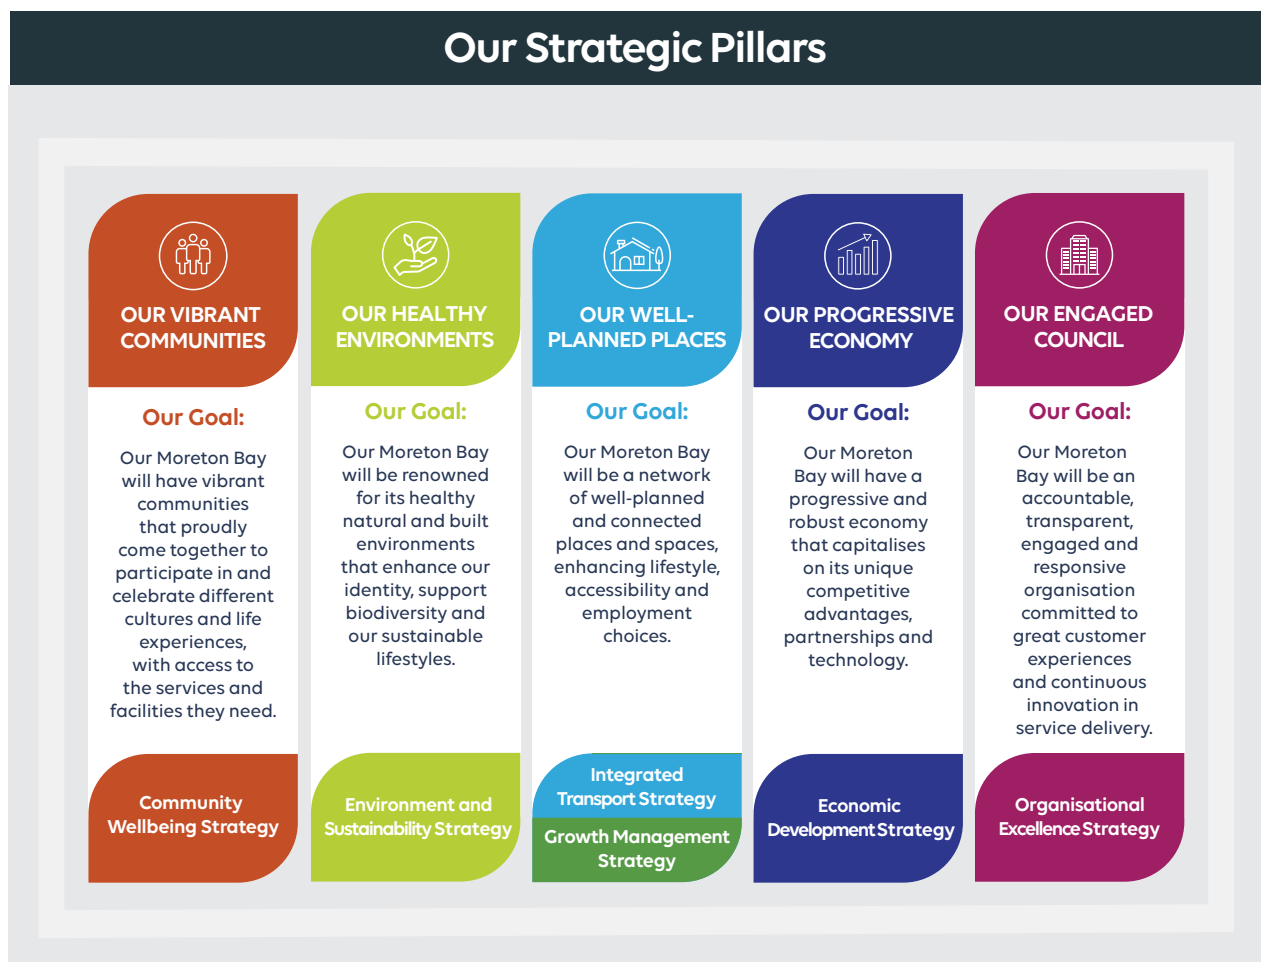 Our Strategic Pillars
OUR VIBRANT
COMMUNITIES
Our Goal:
Our Moreton Bay
will have vibrant
communities
that proudly
come together to
participate in and
celebrate different
cultures and life
experiences,
with access to
the services and
facilities they need.
Community
Wellbeing Strategy
OUR HEALTHY
ENVIRONMENTS
Our Goal:
Our Moreton Bay
will be renowned
for its healthy
natural and built
environments
that enhance our
identity, support
biodiversity and
our sustainable
lifestyles.
Environment and
Sustainability Strategy
OUR WELL-
PLANNED PLACES
Our Goal:
Our Moreton Bay
will be a network
of well-planned
and connected
places and spaces,
enhancing lifestyle,
accessibility and
employment
choices.
Integrated
Transport Strategy
Growth Management
Strategy
OUR PROGRESSIVE
ECONOMY
Our Goal:
Our Moreton
Bay will have a
progressive and
robust economy
that capitalises
on its unique
competitive
advantages,
partnerships and
technology.
Economic
Development Strategy
OUR ENGAGED
COUNCIL
Our Goal:
Our Moreton
Bay will be an
accountable,
transparent,
engaged and
responsive
organisation
committed to
great customer
experiences
and continuous
innovation in
service delivery.
Organisational
Excellence Strategy